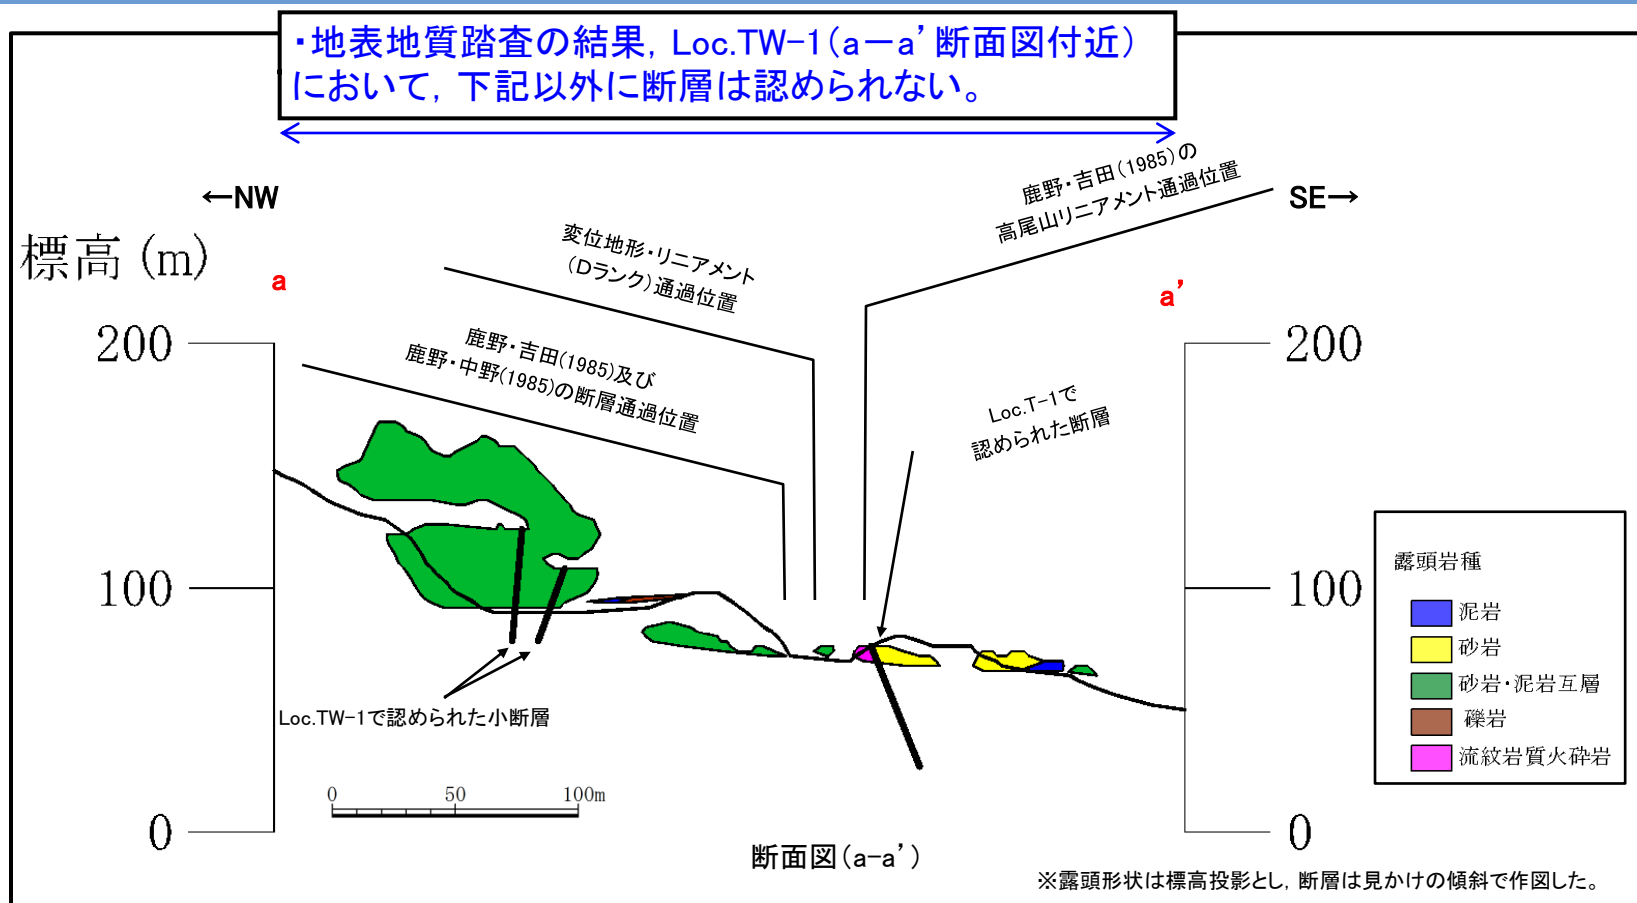 ・地表地質踏査の結果，Loc.TW-1(a－a’断面図付近)
において，下記以外に断層は認められない。
鹿野・吉田(1985)の
高尾山リニアメント通過位置
←NW
SE→
変位地形・リニアメント
(Dランク)通過位置
標高(m)
a
a’
鹿野・吉田(1985)及び
鹿野・中野(1985)の断層通過位置
200
200
Loc.T-1で
認められた断層
露頭岩種
100
100
泥岩
砂岩
砂岩・泥岩互層
礫岩
流紋岩質火砕岩
Loc.TW-1で認められた小断層
0 50 100m
0
0
断面図(a-a’)
※露頭形状は標高投影とし，断層は見かけの傾斜で作図した。